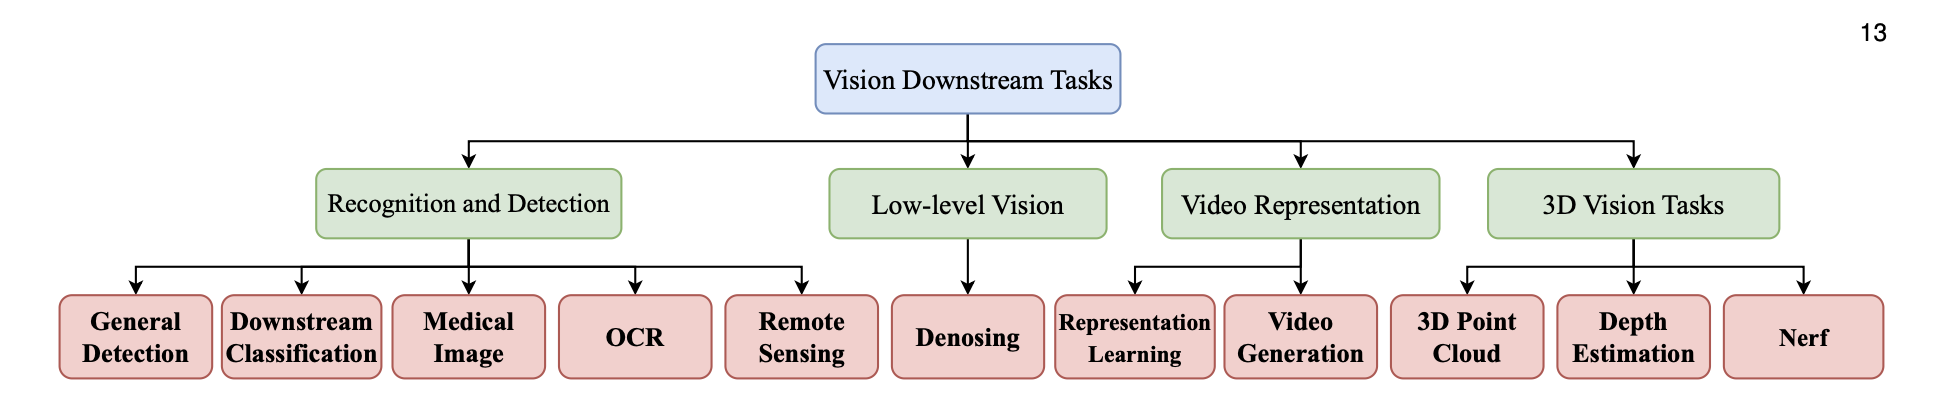 13
Vision Downstream Tasks
Recognition and Detection
Low-level Vision
Video Representation
3D Vision Tasks
General
Detection
Downstream
Classification
Medical
Image
OCR
Remote
Sensing
Denosing
Representation
Learning
Video
Generation
3D Point
Cloud
Depth
Estimation
Nerf